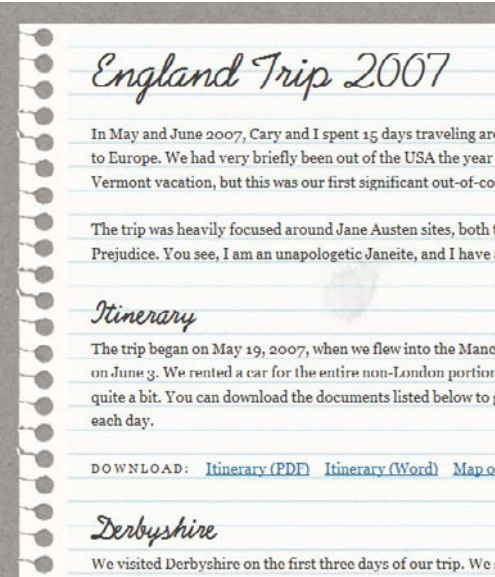 England Trip 2007
In May and June 2007, Cary and I spent 15 days traveling
to Europe. We had very briefly been out of the USA the year
Vermont vacation, but this was our first significant
The trip was heavily focused around Jane Austen sites, both
Prejudice. You see, I am an unapologetic Janeite, and I have
Itinerary
The trip began on May 19, 2007, when we flew into the
on June 3. We rented a car for the entire non-London portion
quite a bit. You can download the documents listed below to
each day.
DOWNLOAD: Itinerary (PDF) Itinerary (Word) Map
Derbyshire
We visited Derbyshire on the first three days of our trip. We